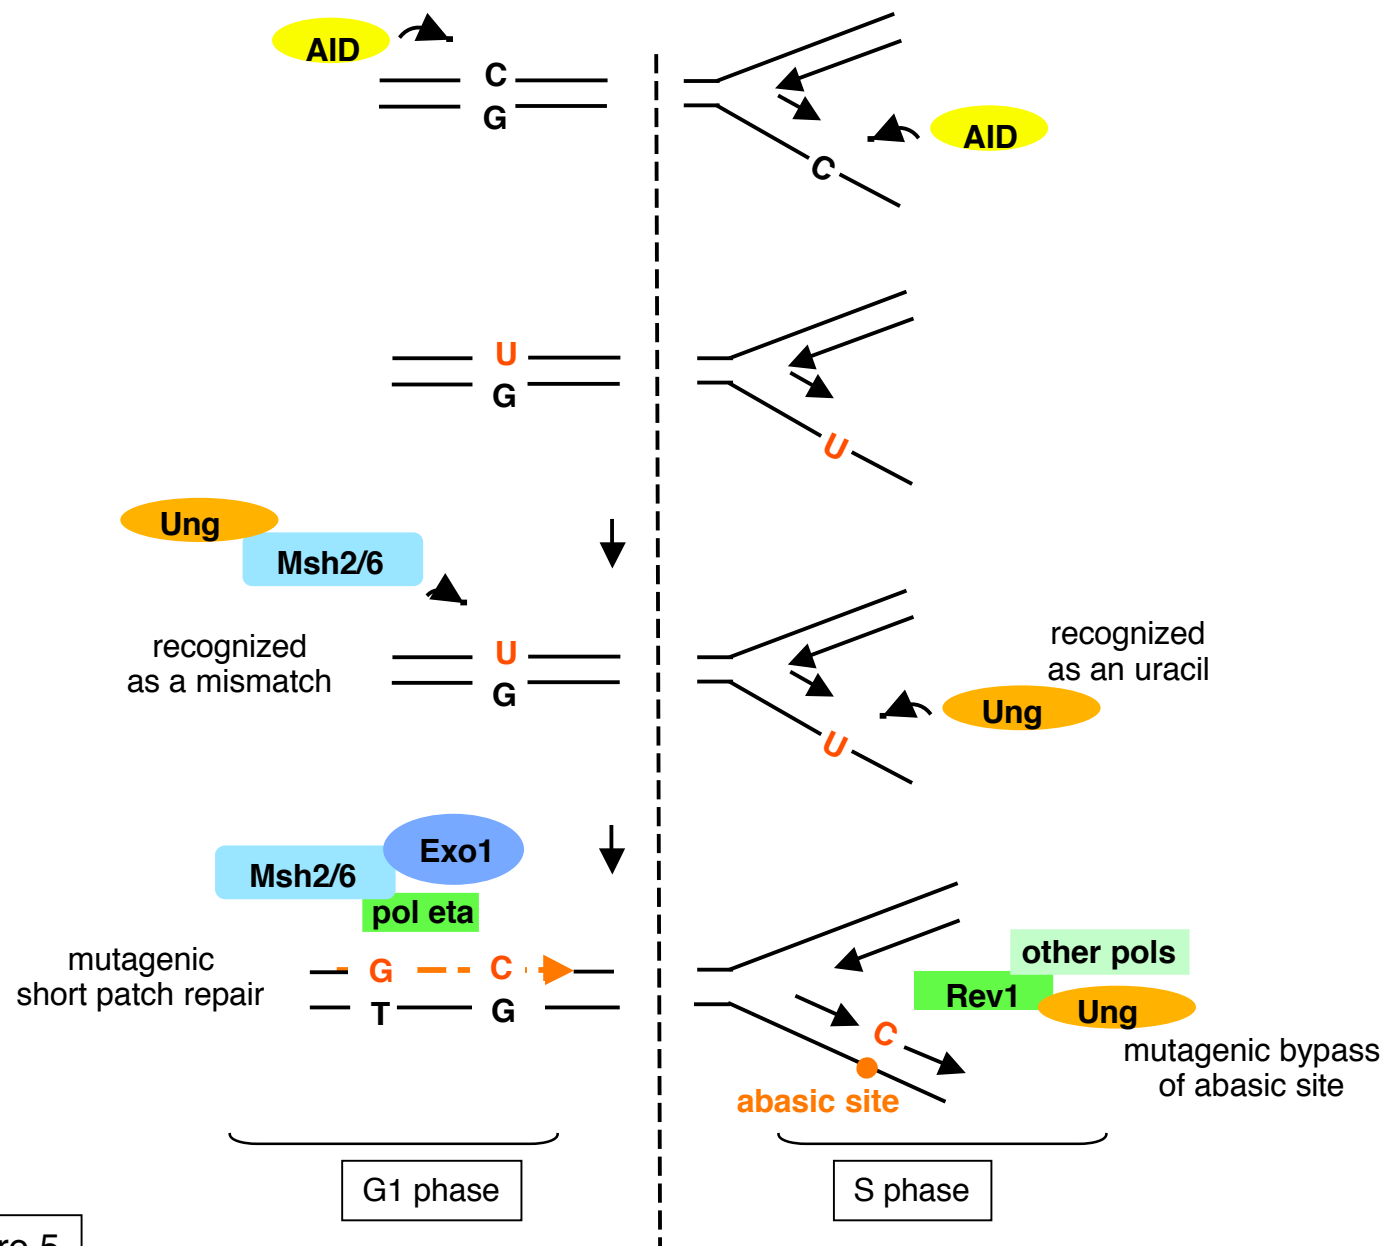 AID
C
G
AID
C
U
G
U
Ung
Msh2/6
recognized
as a mismatch
U
G
recognized
as an uracil
Ung
U
Msh2/6
Exo1
pol eta
mutagenic
short patch repair
G C
T G
other pols
Rev1
Ung
C
abasic site
mutagenic bypass
of abasic site
G1 phase
S phase
5